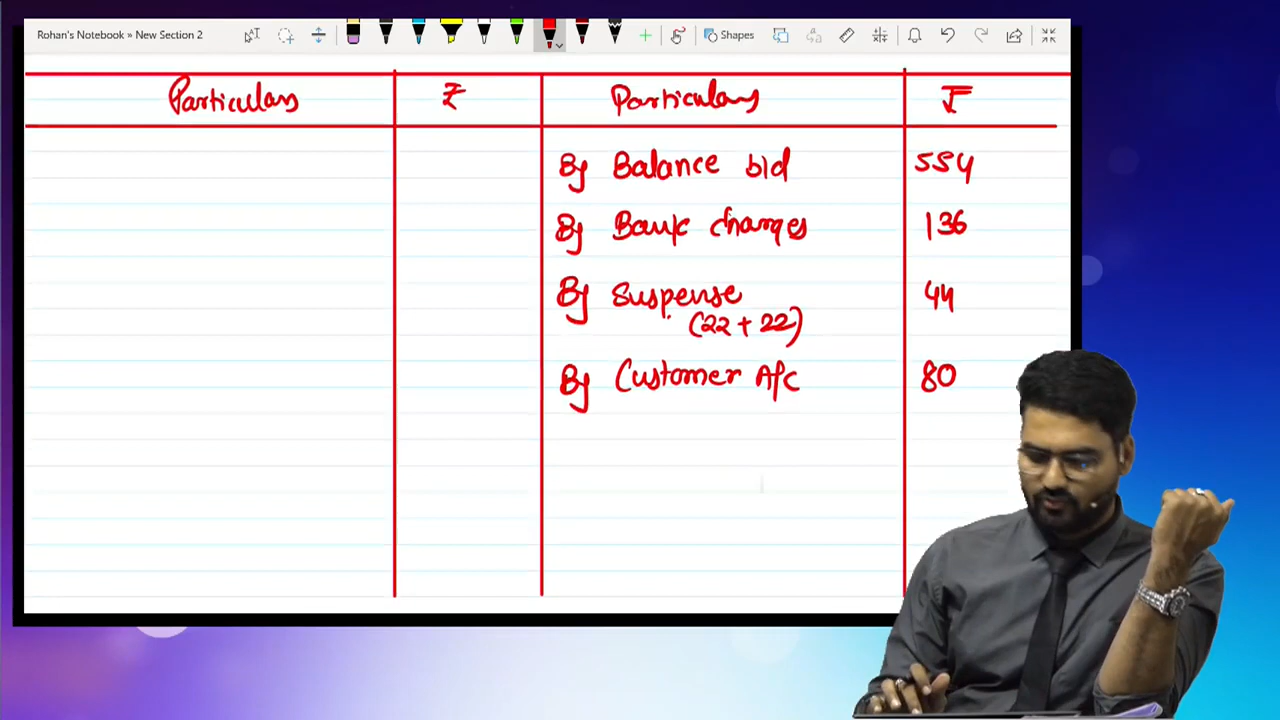 Rohan's Notebook » New Section 2
Shapes
Particulars ₹ Particulars ₹
By Balance b/d 554
By Bank charges 136
By Suspense 44
(22 + 22)
By Customer A/c 80